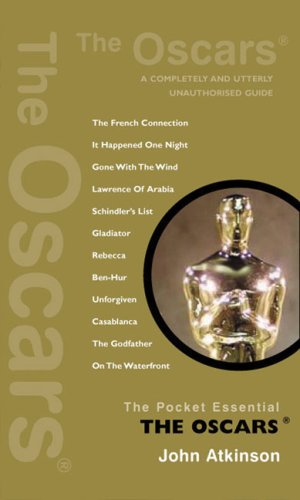 The Oscars®
The Oscars®
A COMPLETELY AND UTTERLY
UNAUTHORISED GUIDE
The French Connection
It Happened One Night
Gone With The Wind
Lawrence Of Arabia
Schindler's List
Gladiator
Rebecca
Ben-Hur
Unforgiven
Casablanca
The Godfather
On The Waterfront
The Pocket Essential
THE OSCARS®
John Atkinson